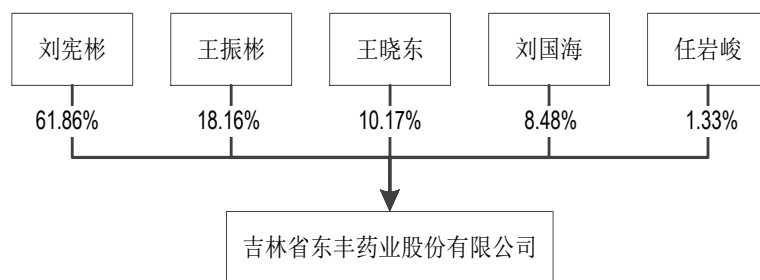 刘宪彬 王振彬 王晓东 刘国海 任岩峻
61.86% 18.16% 10.17% 8.48% 1.33%
吉林省东丰药业股份有限公司